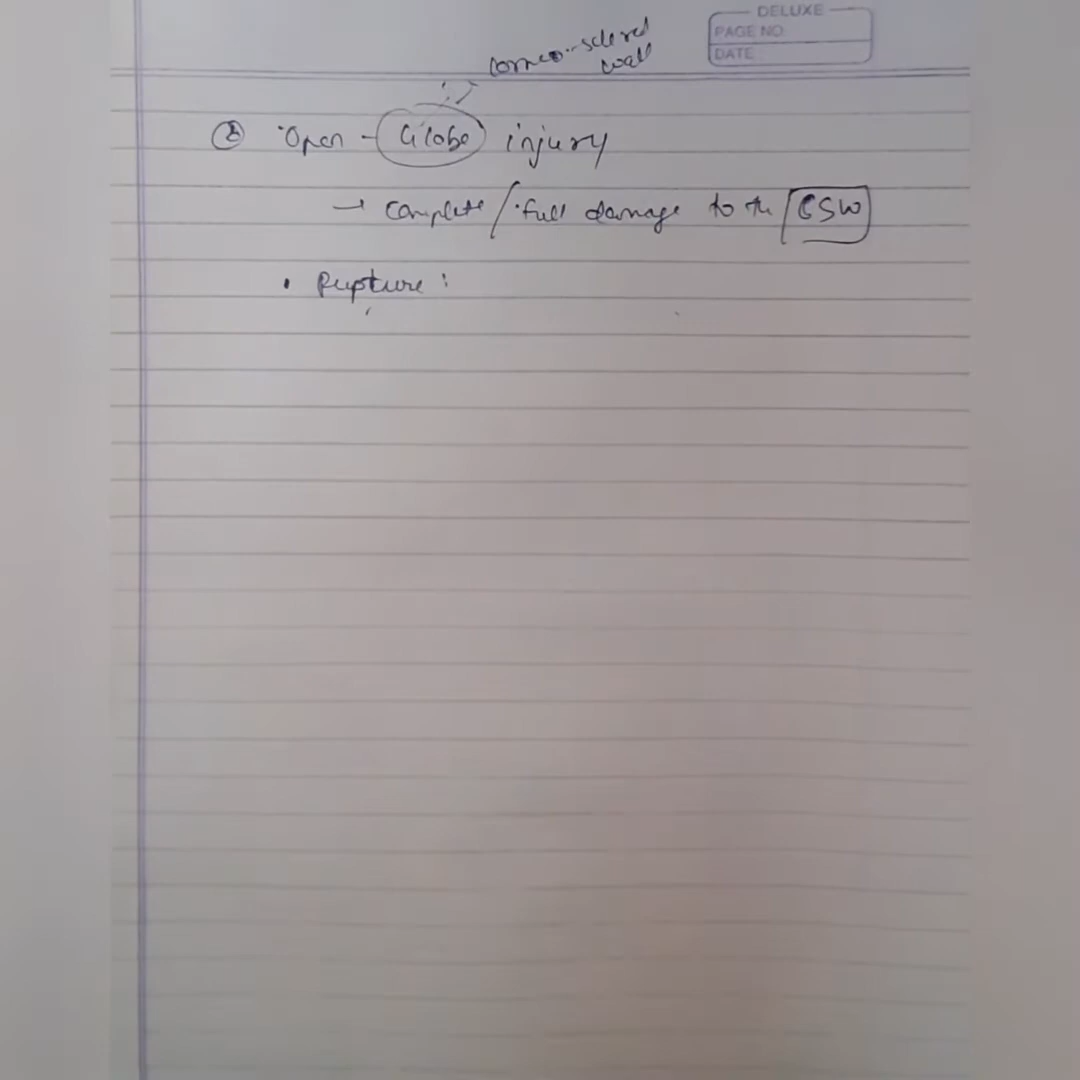 DELUXE
PAGE NO
DATE
corneo-scleral
wall
② Open - Globe injury
→ complete / full damage to the CSW
• Rupture :